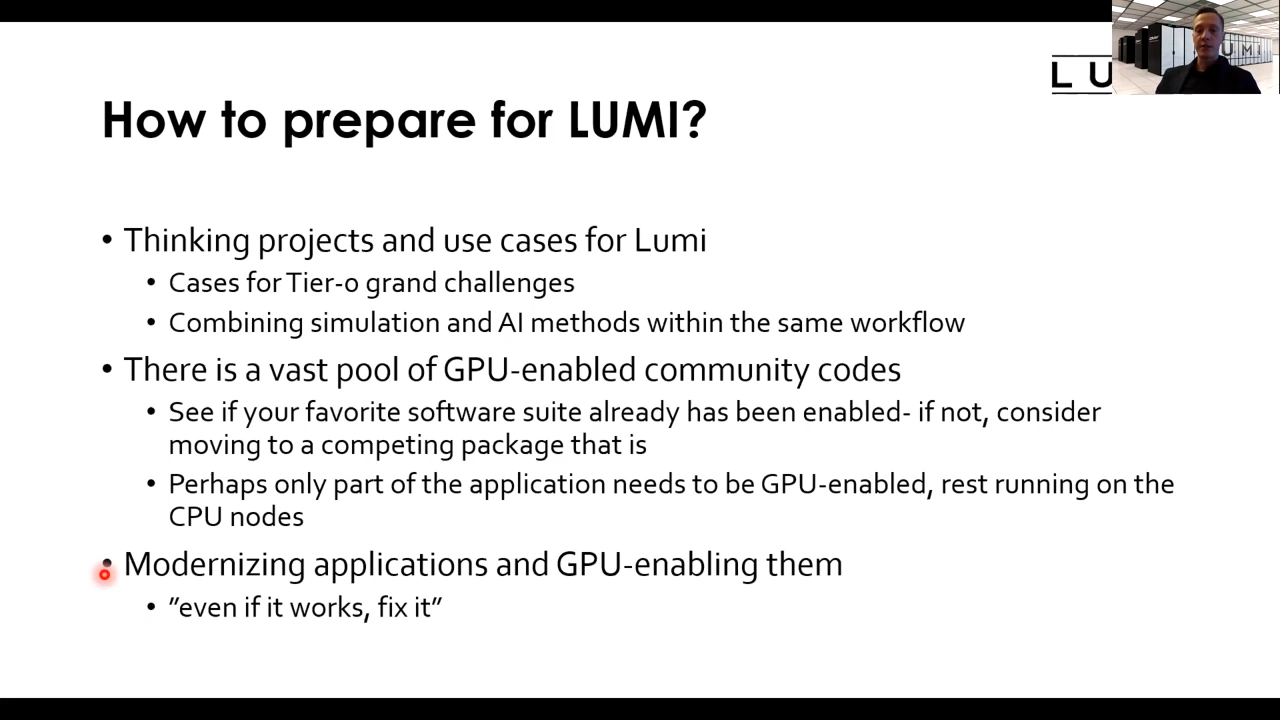 L U
U M I
How to prepare for LUMI?
• Thinking projects and use cases for Lumi
• Cases for Tier-0 grand challenges
• Combining simulation and AI methods within the same workflow
• There is a vast pool of GPU-enabled community codes
• See if your favorite software suite already has been enabled- if not, consider
moving to a competing package that is
• Perhaps only part of the application needs to be GPU-enabled, rest running on the
CPU nodes
• Modernizing applications and GPU-enabling them
• ”even if it works, fix it”